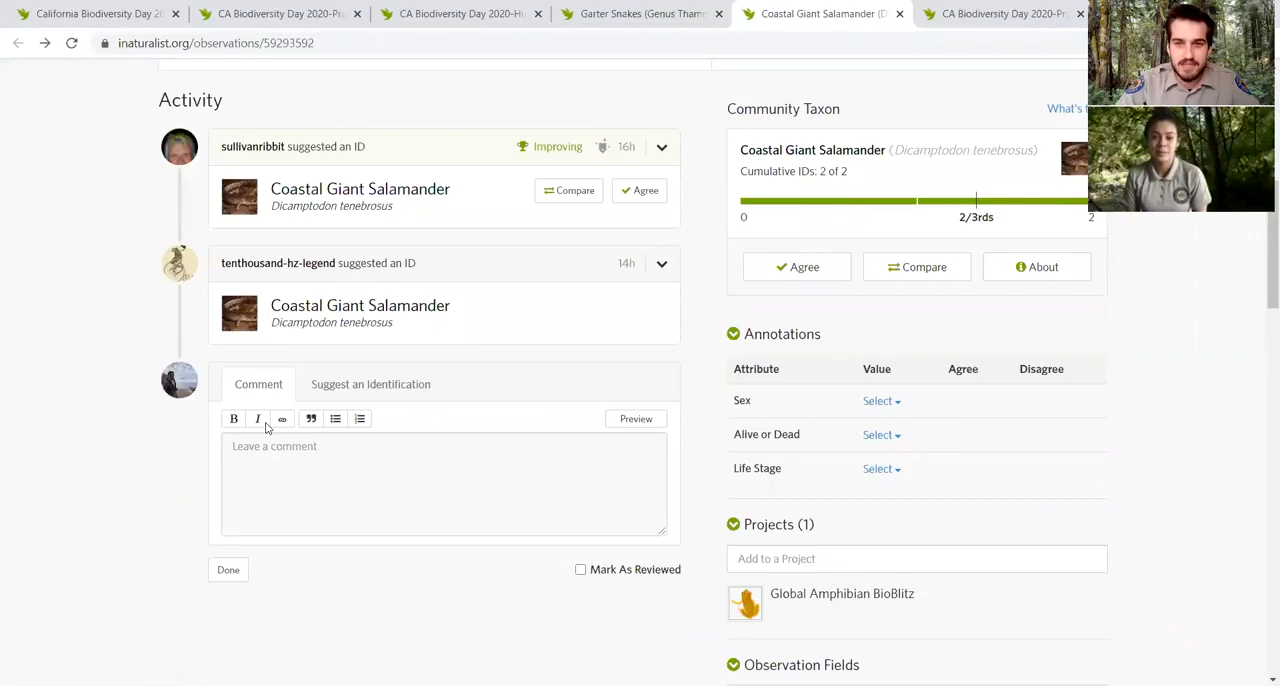 California Biodiversity Day 20
CA Biodiversity Day 2020-Pra
CA Biodiversity Day 2020-Hu
Garter Snakes (Genus Tham
Coastal Giant Salamander (D
CA Biodiversity Day 2020-Pr
inaturalist.org/observations/59293592
Activity
sullivanribbit suggested an ID Improving 16h
Coastal Giant Salamander
Dicamptodon tenebrosus
Compare Agree
tenthousand-hz-legend suggested an ID 14h
Coastal Giant Salamander
Dicamptodon tenebrosus
Comment Suggest an Identification
B I Preview
Leave a comment
Done Mark As Reviewed
Community Taxon What's t
Coastal Giant Salamander (Dicamptodon tenebrosus)
Cumulative IDs: 2 of 2
0 2/3rds 2
Agree Compare About
Annotations
Attribute Value Agree Disagree
Sex Select
Alive or Dead Select
Life Stage Select
Projects (1)
Add to a Project
Global Amphibian BioBlitz
Observation Fields